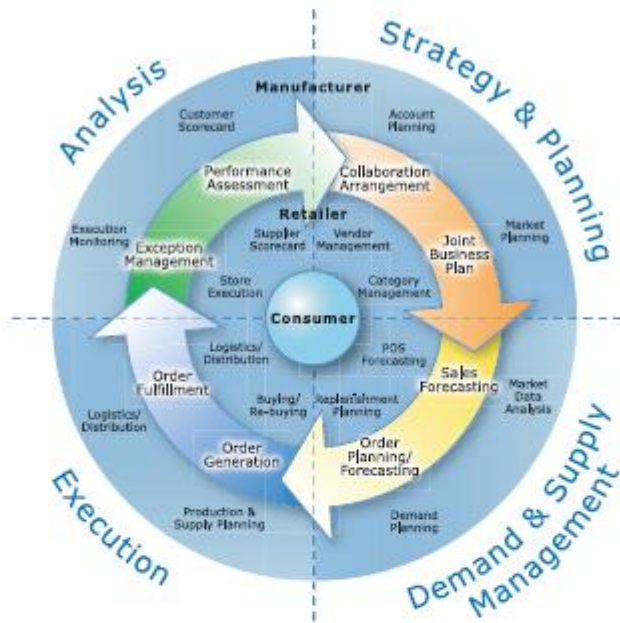 Strategy & Planning
Analysis
Manufacturer
Customer
Scorecard
Account
Planning
Performance
Assessment
Collaboration
Arrangement
Retailer
Execution
Monitoring
Exception
Management
Supplier
Scorecard
Vendor
Management
Joint
Business
Plan
Market
Planning
Store
Execution
Category
Management
Consumer
Order
Fulfillment
Logistics/
Distribution
POS
Forecasting
Sales
Forecasting
Market
Data
Analysis
Logistics/
Distribution
Buying/
Re-buying
Replenishment
Planning
Order
Generation
Order
Planning/
Forecasting
Production &
Supply Planning
Demand
Planning
Execution
Demand & Supply
Management